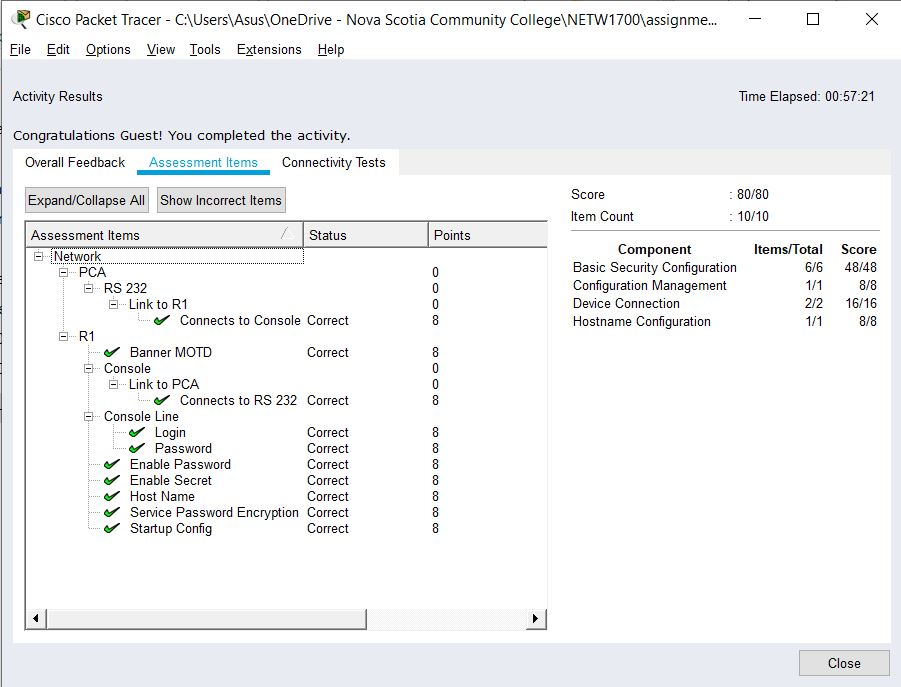 Cisco Packet Tracer - C:\Users\Asus\OneDrive - Nova Scotia Community College\NETW1700\assignme...
File Edit Options View Tools Extensions Help
Activity Results
Time Elapsed: 00:57:21
Congratulations Guest! You completed the activity.
Overall Feedback Assessment Items Connectivity Tests
Expand/Collapse All Show Incorrect Items
Assessment Items Status Points
Network
PCA 0
RS 232 0
Link to R1 0
Connects to Console Correct 8
R1
Banner MOTD Correct 8
Console 0
Link to PCA 0
Connects to RS 232 Correct 8
Console Line
Login Correct 8
Password Correct 8
Enable Password Correct 8
Enable Secret Correct 8
Host Name Correct 8
Service Password Encryption Correct 8
Startup Config Correct 8
Score : 80/80
Item Count : 10/10
Component Items/Total Score
Basic Security Configuration 6/6 48/48
Configuration Management 1/1 8/8
Device Connection 2/2 16/16
Hostname Configuration 1/1 8/8
Close